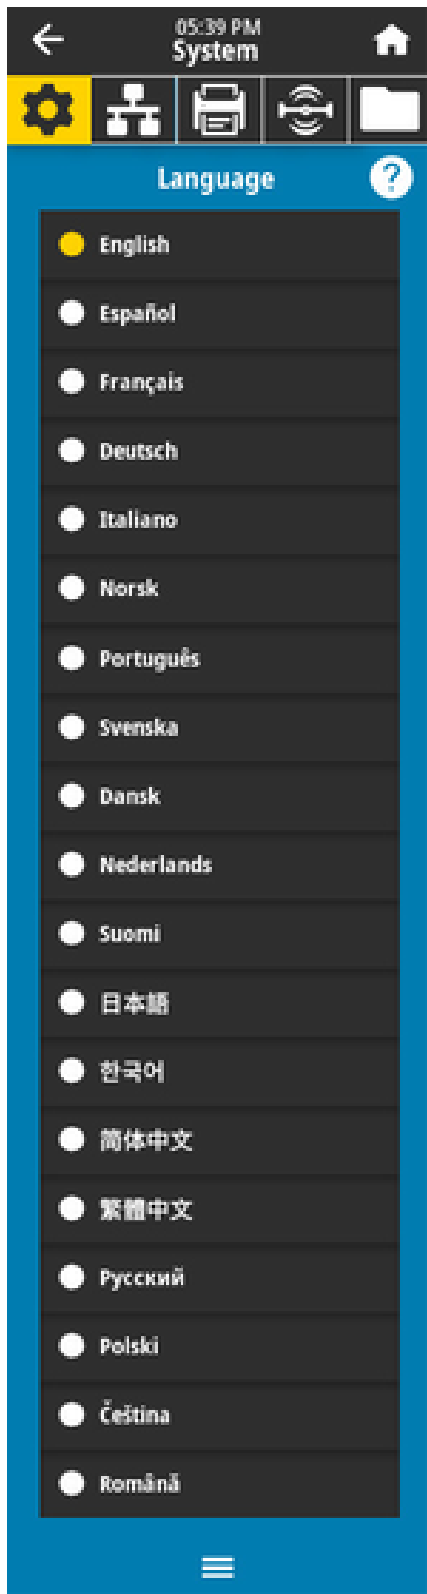 05:39 PM
System
Language
?
English
Español
Français
Deutsch
Italiano
Norsk
Português
Svenska
Dansk
Nederlands
Suomi
日本語
한국어
简体中文
繁體中文
Русский
Polski
Čeština
Română